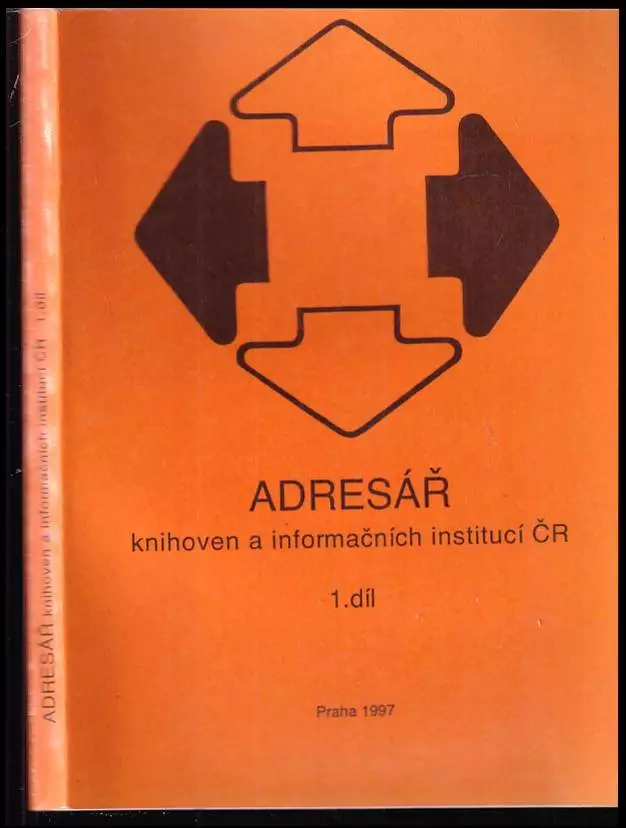 ADRESÁŘ
knihoven a informačních institucí ČR
1.díl
Praha 1997
ADRESÁŘ knihoven a informačních institucí ČR 1.díl